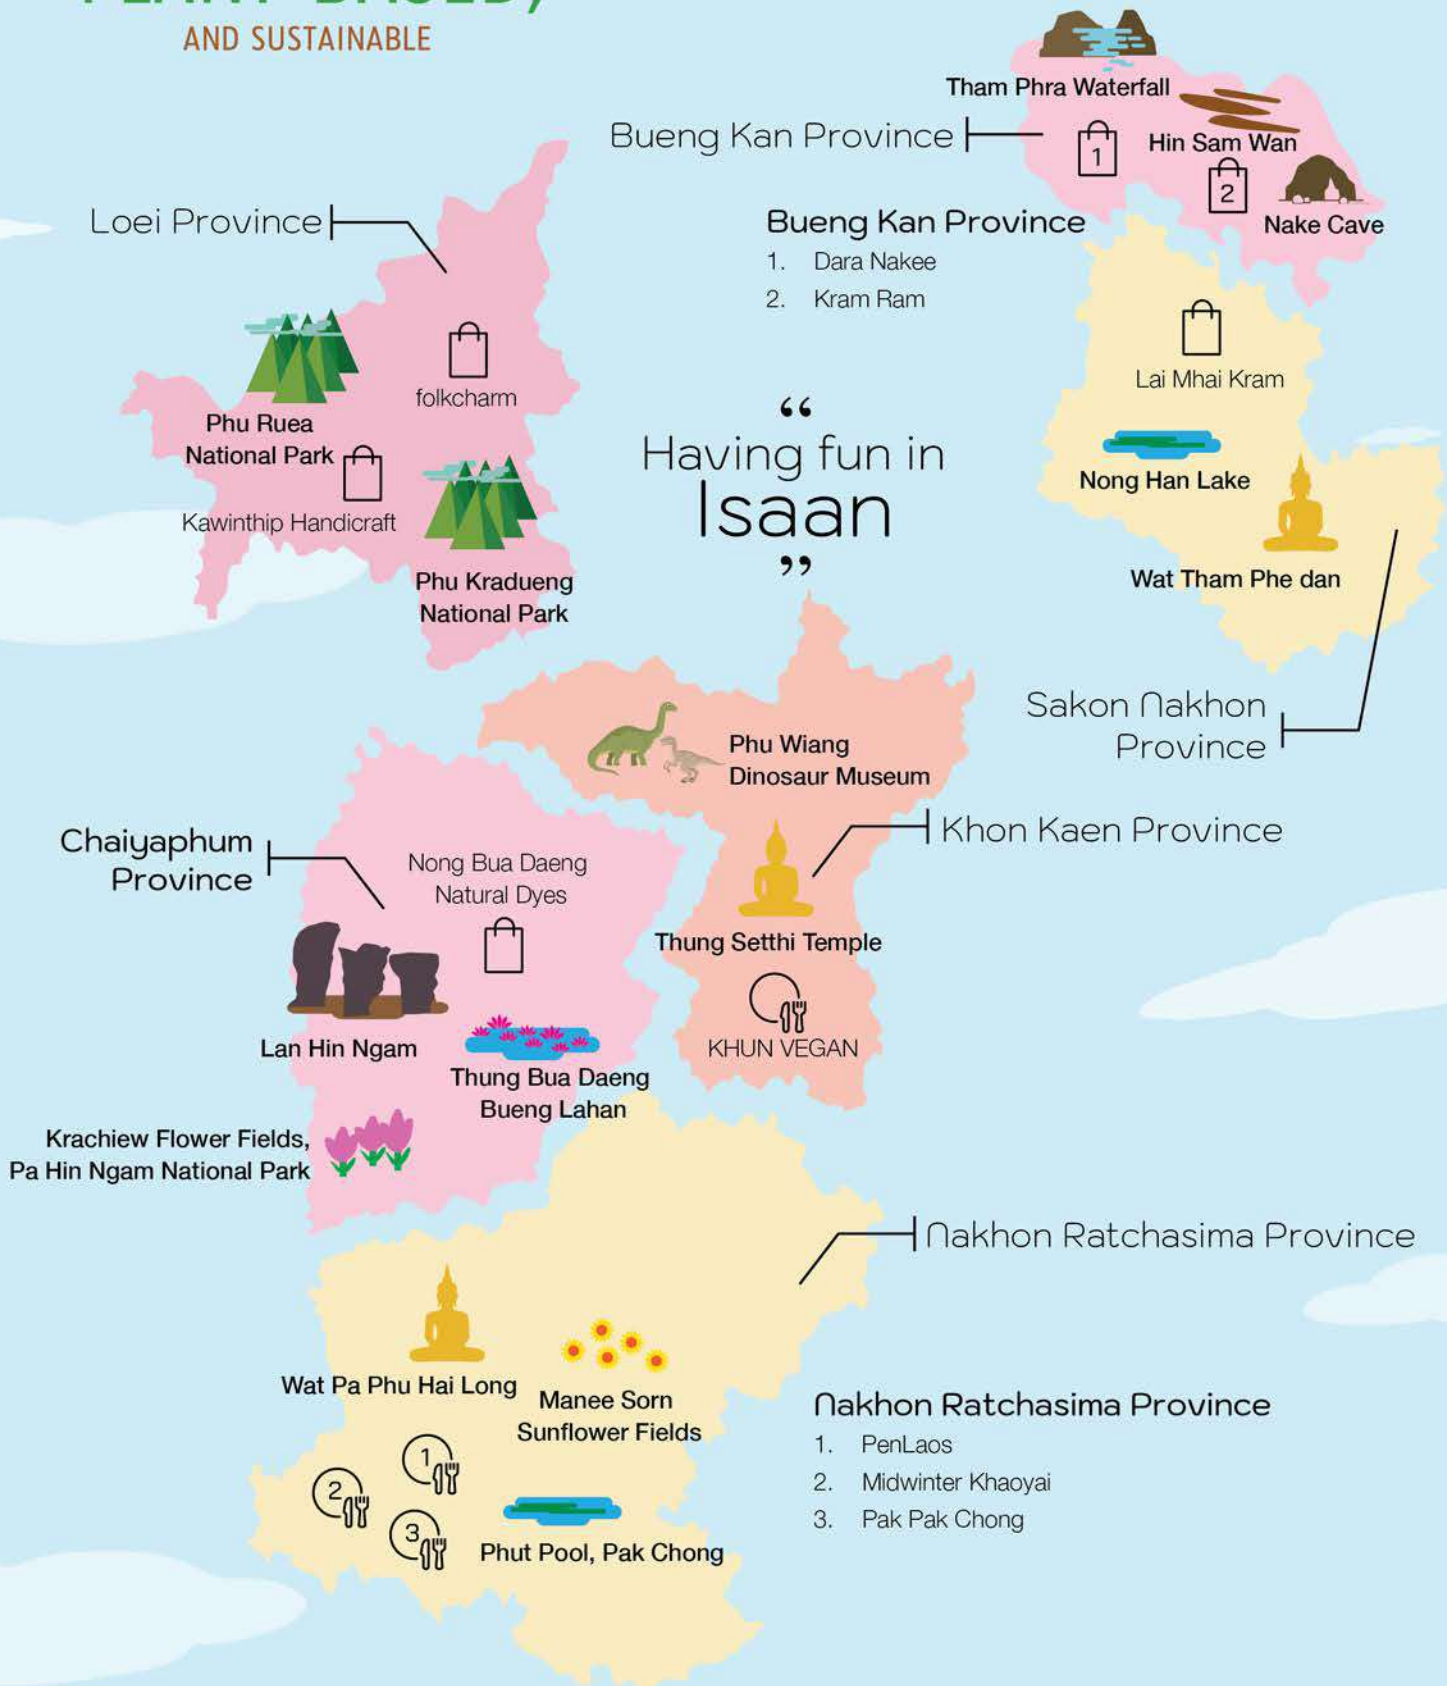 AND SUSTAINABLE
Tham Phra Waterfall
Bueng Kan Province
1
Hin Sam Wan
2
Nake Cave
Bueng Kan Province
1. Dara Nakee
2. Kram Ram
Loei Province
folkcharm
Phu Ruea
National Park
Kawinthip Handicraft
Phu Kradueng
National Park
“
Having fun in
Isaan
”
Lai Mhai Kram
Nong Han Lake
Wat Tham Phe dan
Sakon Nakhon
Province
Phu Wiang
Dinosaur Museum
Khon Kaen Province
Thung Setthi Temple
KHUN VEGAN
Chaiyaphum
Province
Nong Bua Daeng
Natural Dyes
Lan Hin Ngam
Thung Bua Daeng
Bueng Lahan
Krachiew Flower Fields,
Pa Hin Ngam National Park
Nakhon Ratchasima Province
Wat Pa Phu Hai Long
Manee Sorn
Sunflower Fields
1
2
3
Phut Pool, Pak Chong
Nakhon Ratchasima Province
1. PenLaos
2. Midwinter Khaoyai
3. Pak Pak Chong